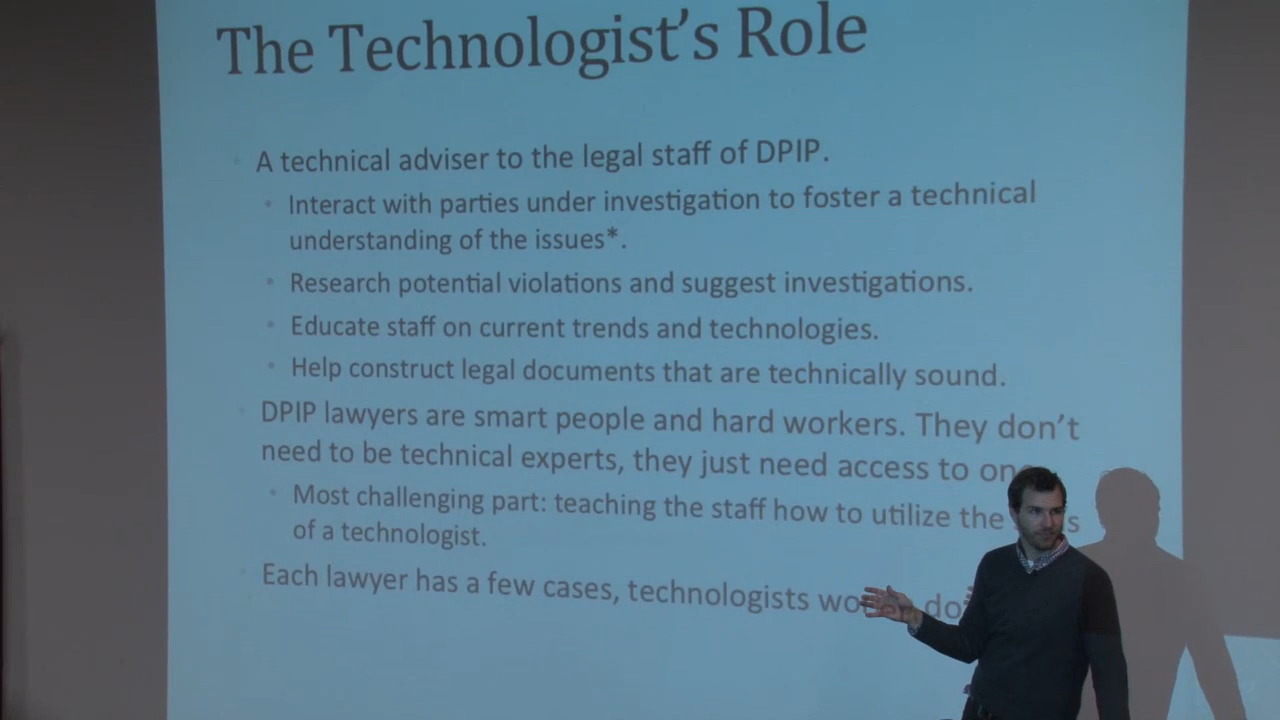 The Technologist's Role
A technical adviser to the legal staff of DPIP.
Interact with parties under investigation to foster a technical
understanding of the issues*.
Research potential violations and suggest investigations.
Educate staff on current trends and technologies.
Help construct legal documents that are technically sound.
DPIP lawyers are smart people and hard workers. They don't
need to be technical experts, they just need access to one
Most challenging part: teaching the staff how to utilize the
of a technologist.
Each lawyer has a few cases, technologists